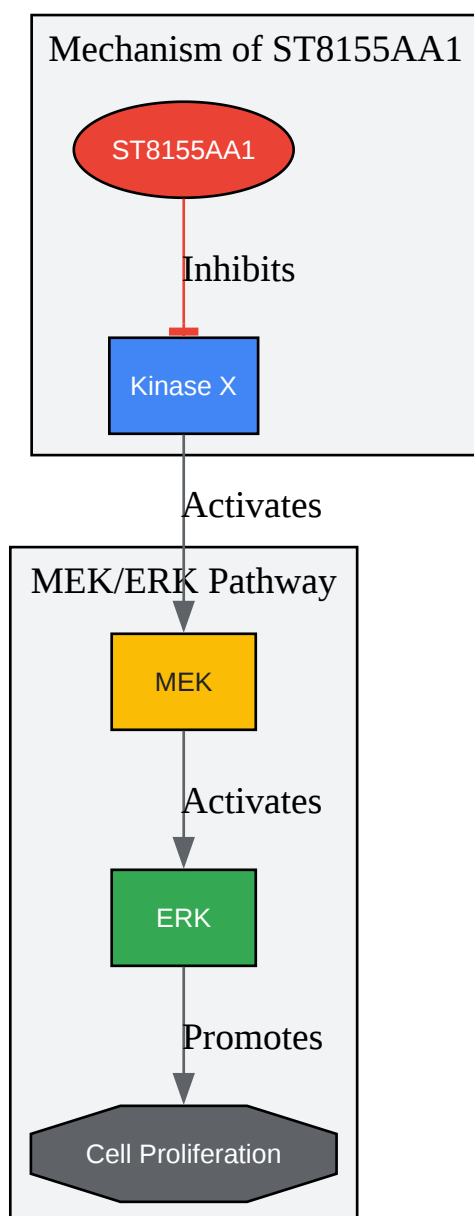 Mechanism of ST8155AA1
ST8155AA1
Inhibits
Kinase X
Activates
MEK/ERK Pathway
MEK
Activates
ERK
Promotes
Cell Proliferation